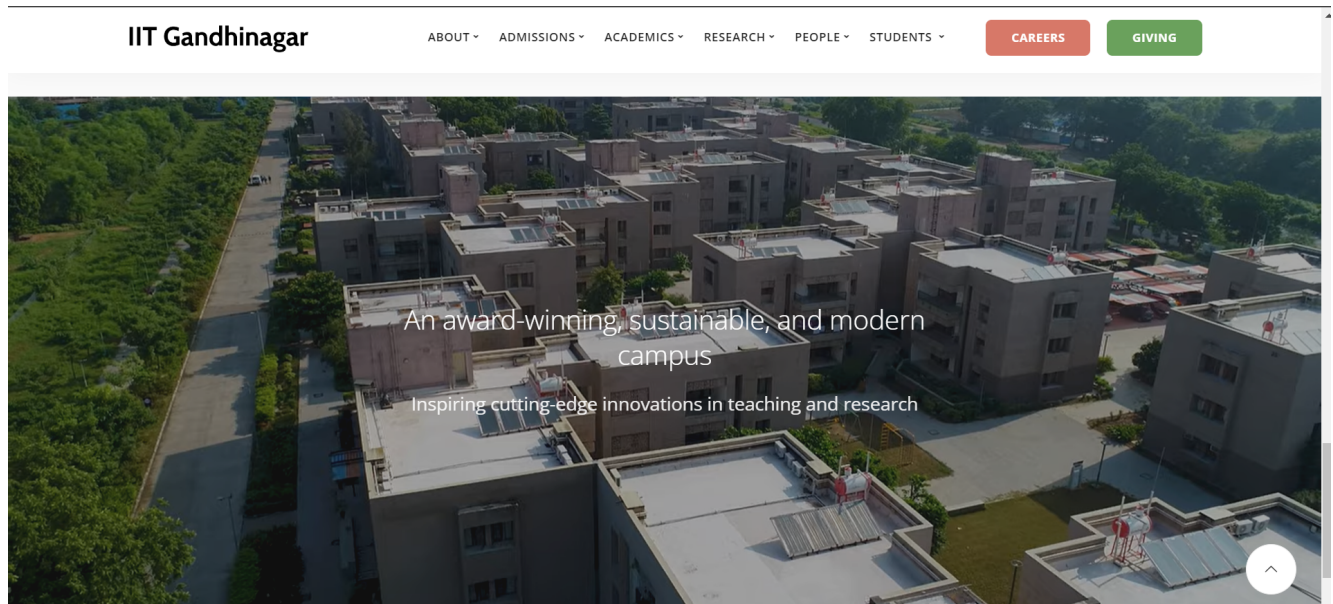 IIT Gandhinagar
ABOUT ADMISSIONS ACADEMICS RESEARCH PEOPLE STUDENTS CAREERS GIVING
An award-winning, sustainable, and modern
campus
Inspiring cutting-edge innovations in teaching and research